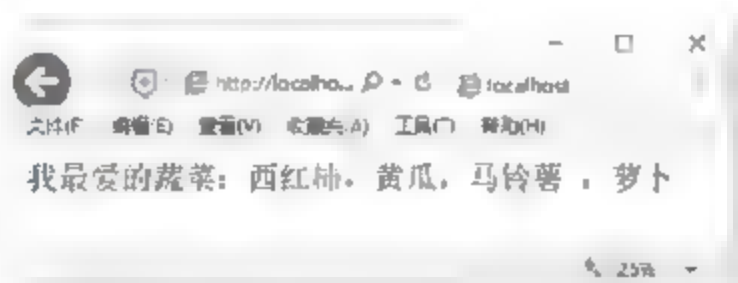 http://localho... localhost
文件(F 编辑(E) 查看(V) 收藏夹(A) 工具(T) 帮助(H)
我最爱的蔬菜：西红柿，黄瓜，马铃薯，萝卜
25%